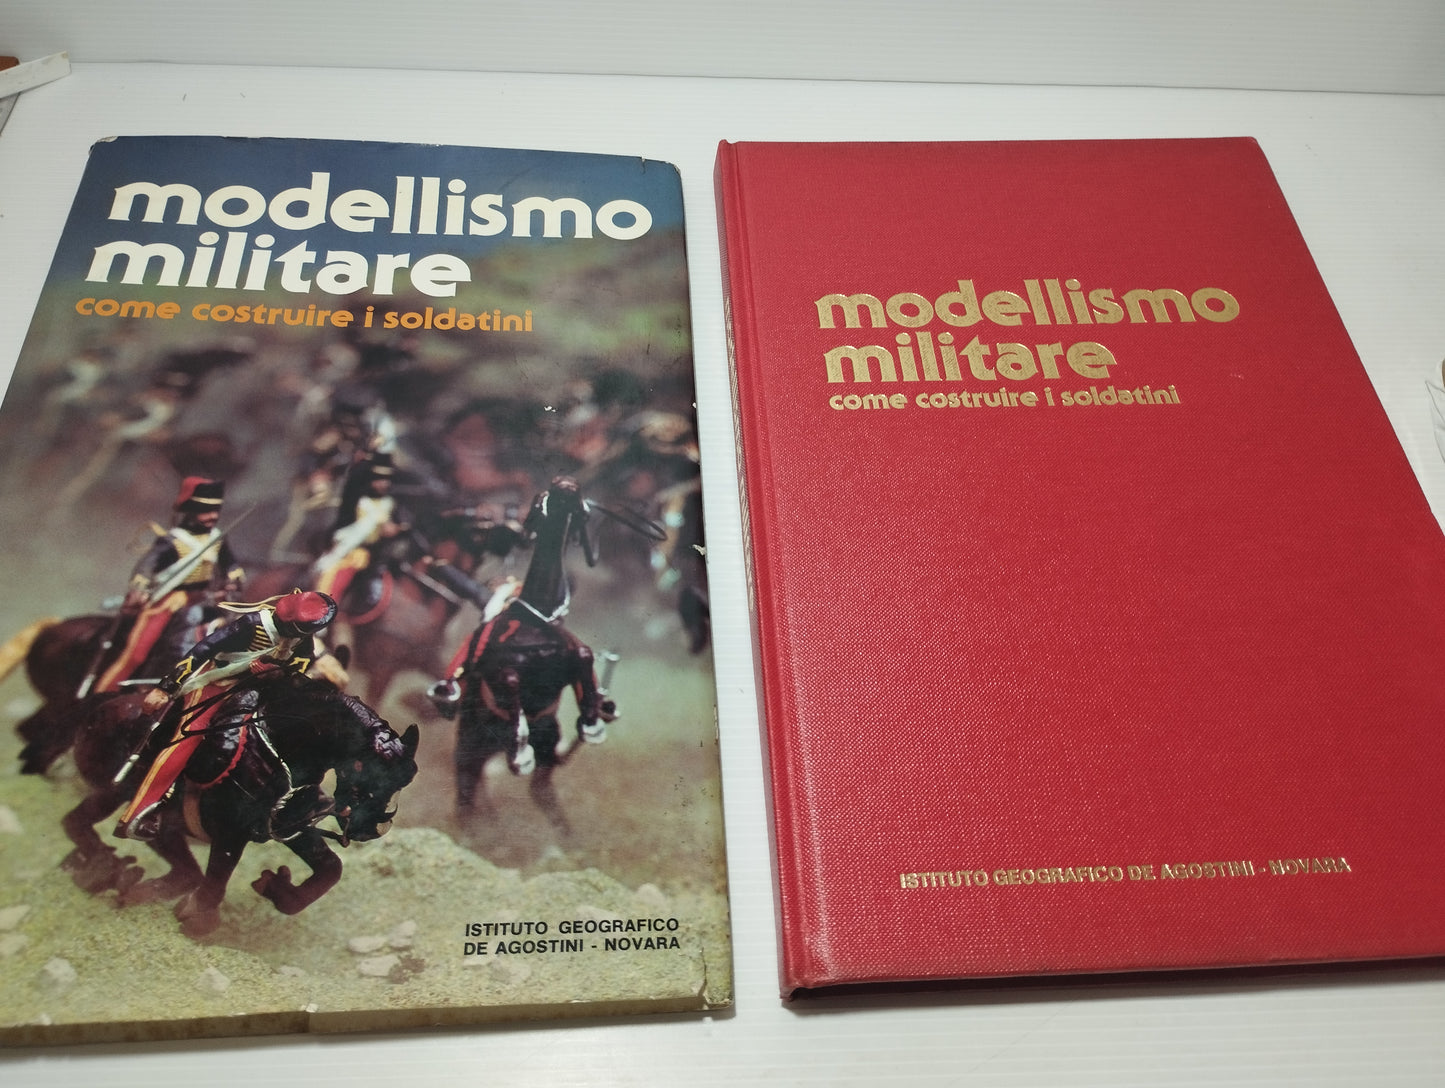 modellismo
militare
come costruire i soldatini
ISTITUTO GEOGRAFICO
DE AGOSTINI - NOVARA
modellismo
militare
come costruire i soldatini
ISTITUTO GEOGRAFICO DE AGOSTINI - NOVARA